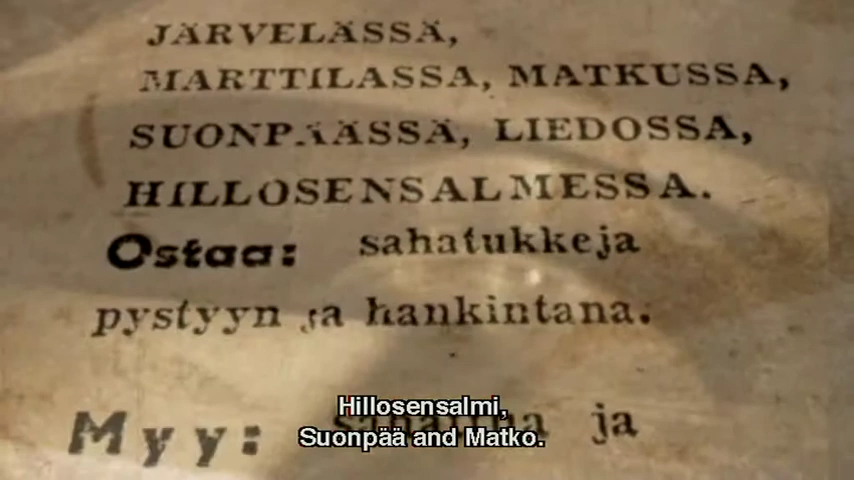 JÄRVELÄSSÄ,
MARTTILASSA, MATKUSSA,
SUONPÄÄSSÄ, LIEDOSSA,
HILLOSENSALMESSA.
Ostaa: sahatukkeja
pystyyn ja hankintana.
Myy: ja
Hillosensalmi,
Suonpää and Matko.